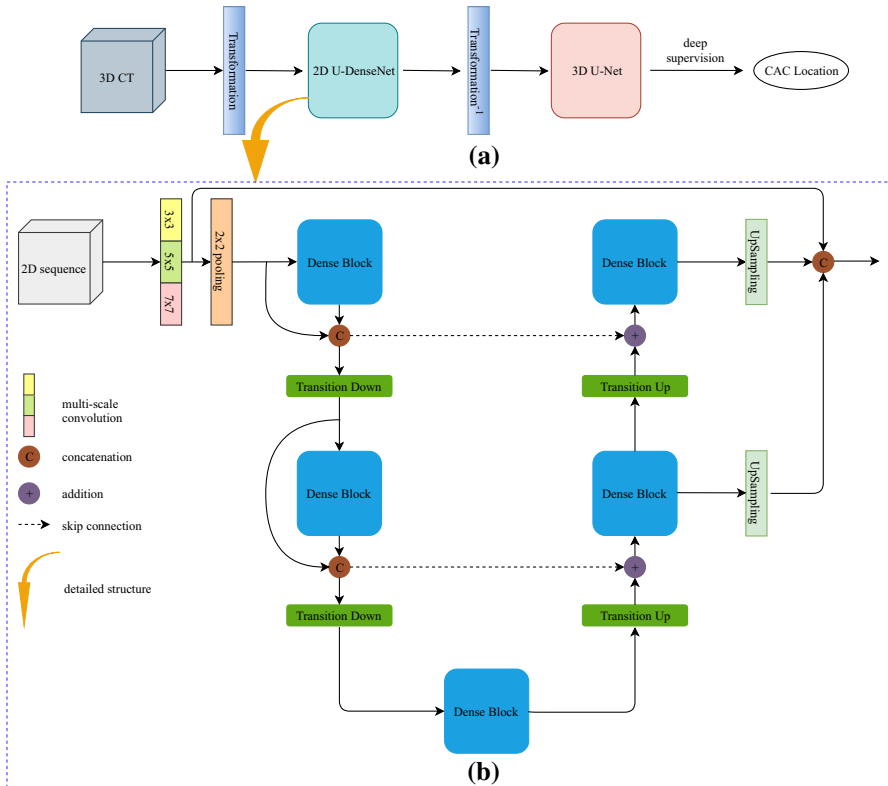 3D CT
Transformation
2D U-DenseNet
Transformation-1
3D U-Net
deep
supervision
CAC Location
(a)
2D sequence
3x3
5x5
7x7
2x2 pooling
Dense Block
Dense Block
UpSampling
C
C
+
Transition Down
Transition Up
multi-scale
convolution
C
concatenation
+
addition
skip connection
detailed structure
Dense Block
Dense Block
UpSampling
C
+
Transition Down
Transition Up
Dense Block
(b)